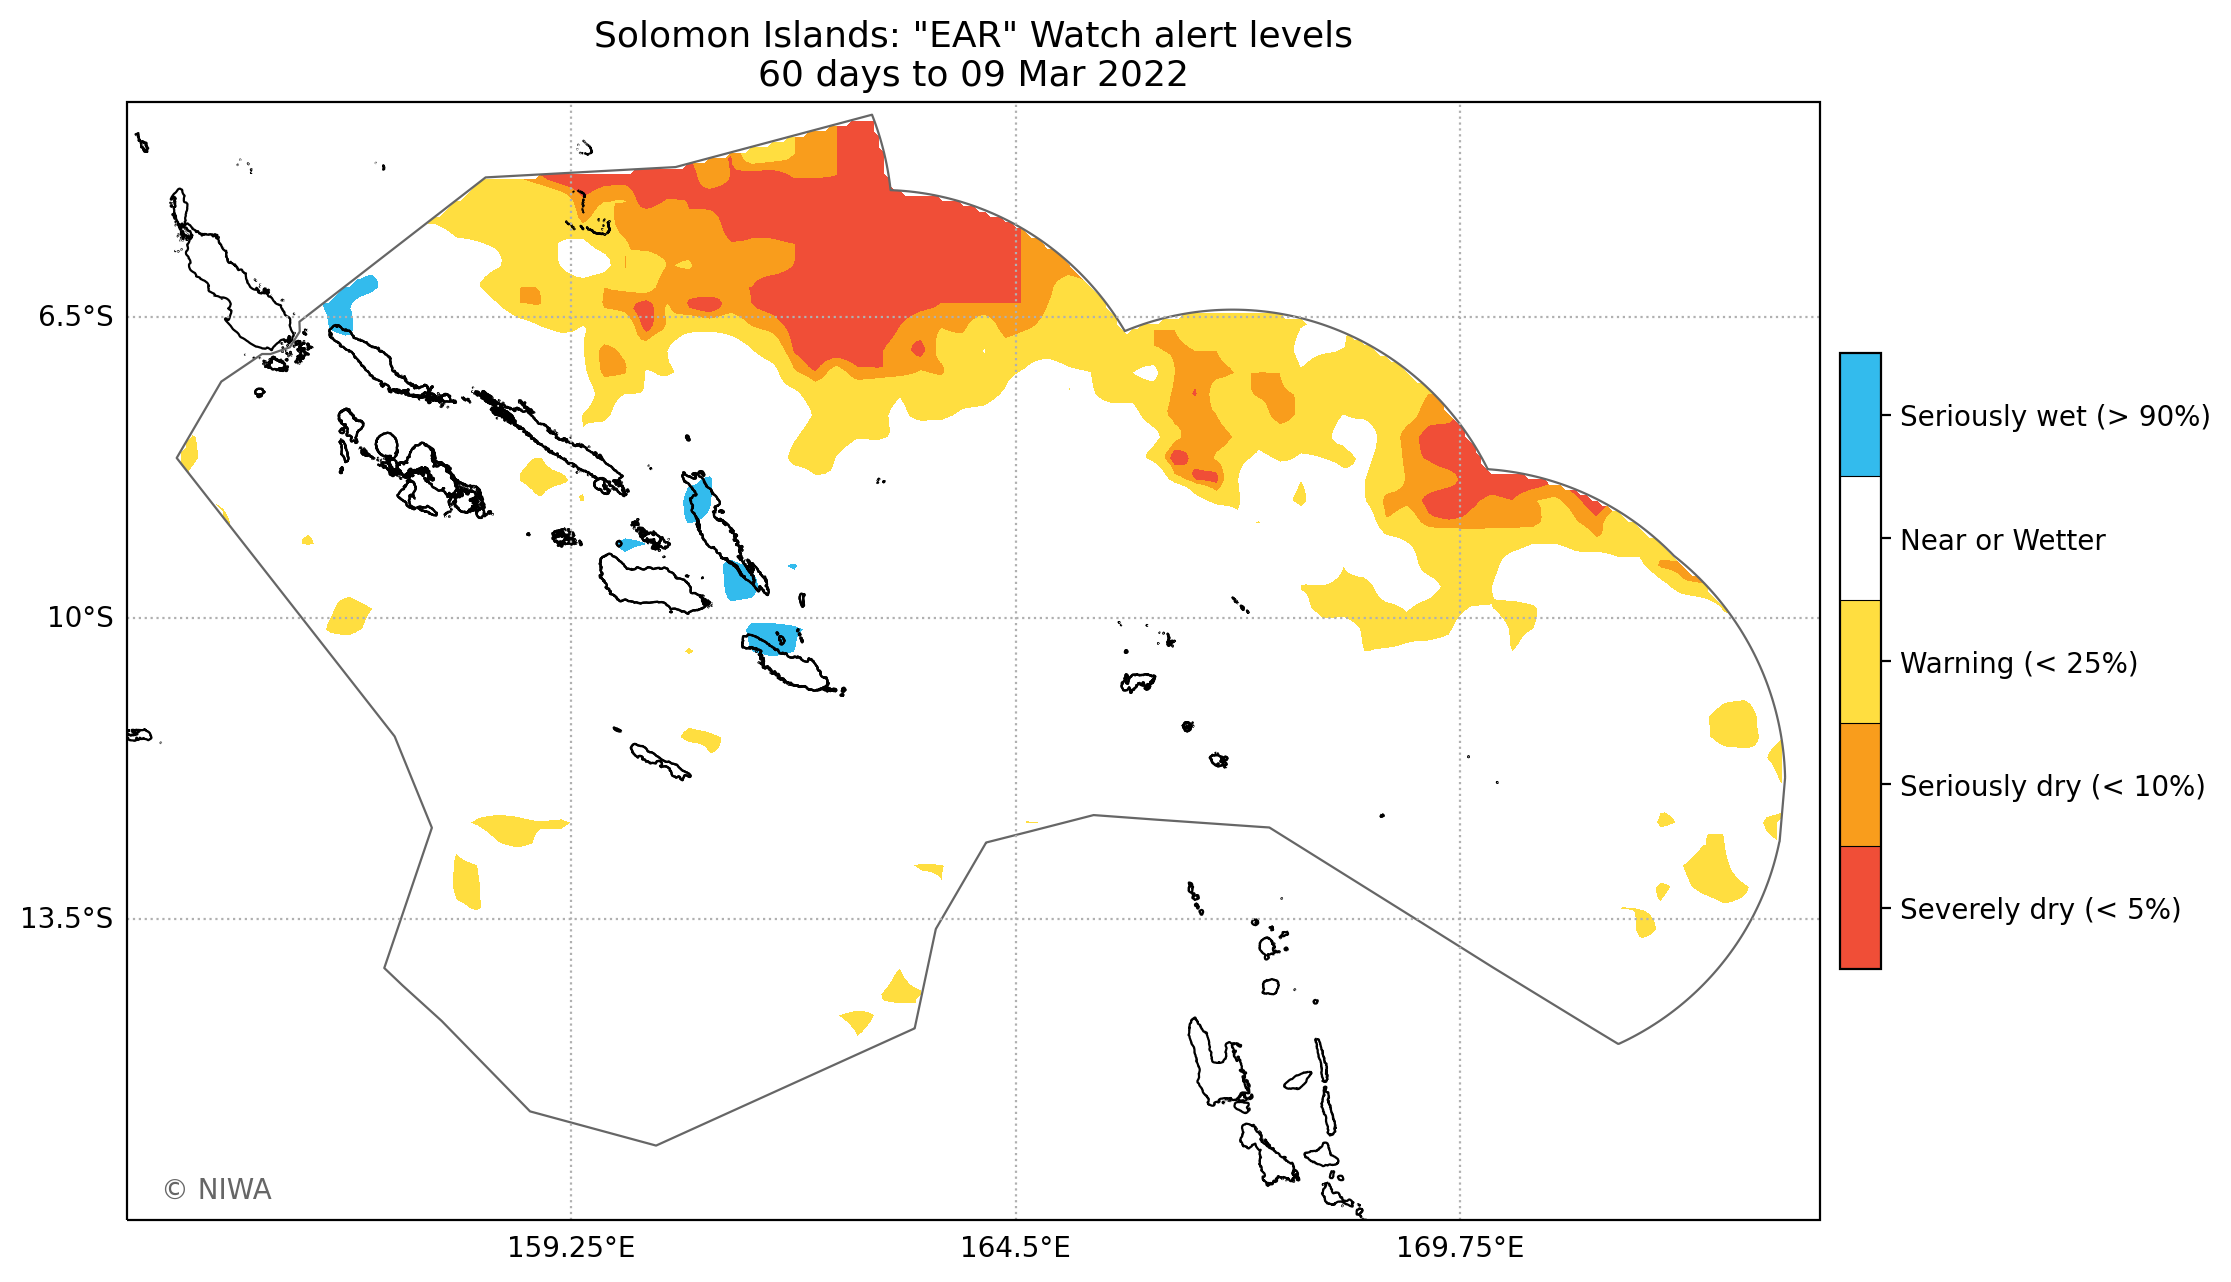 Solomon Islands: "EAR" Watch alert levels
60 days to 09 Mar 2022
6.5°S
10°S
13.5°S
159.25°E
164.5°E
169.75°E
Seriously wet (> 90%)
Near or Wetter
Warning (< 25%)
Seriously dry (< 10%)
Severely dry (< 5%)
© NIWA